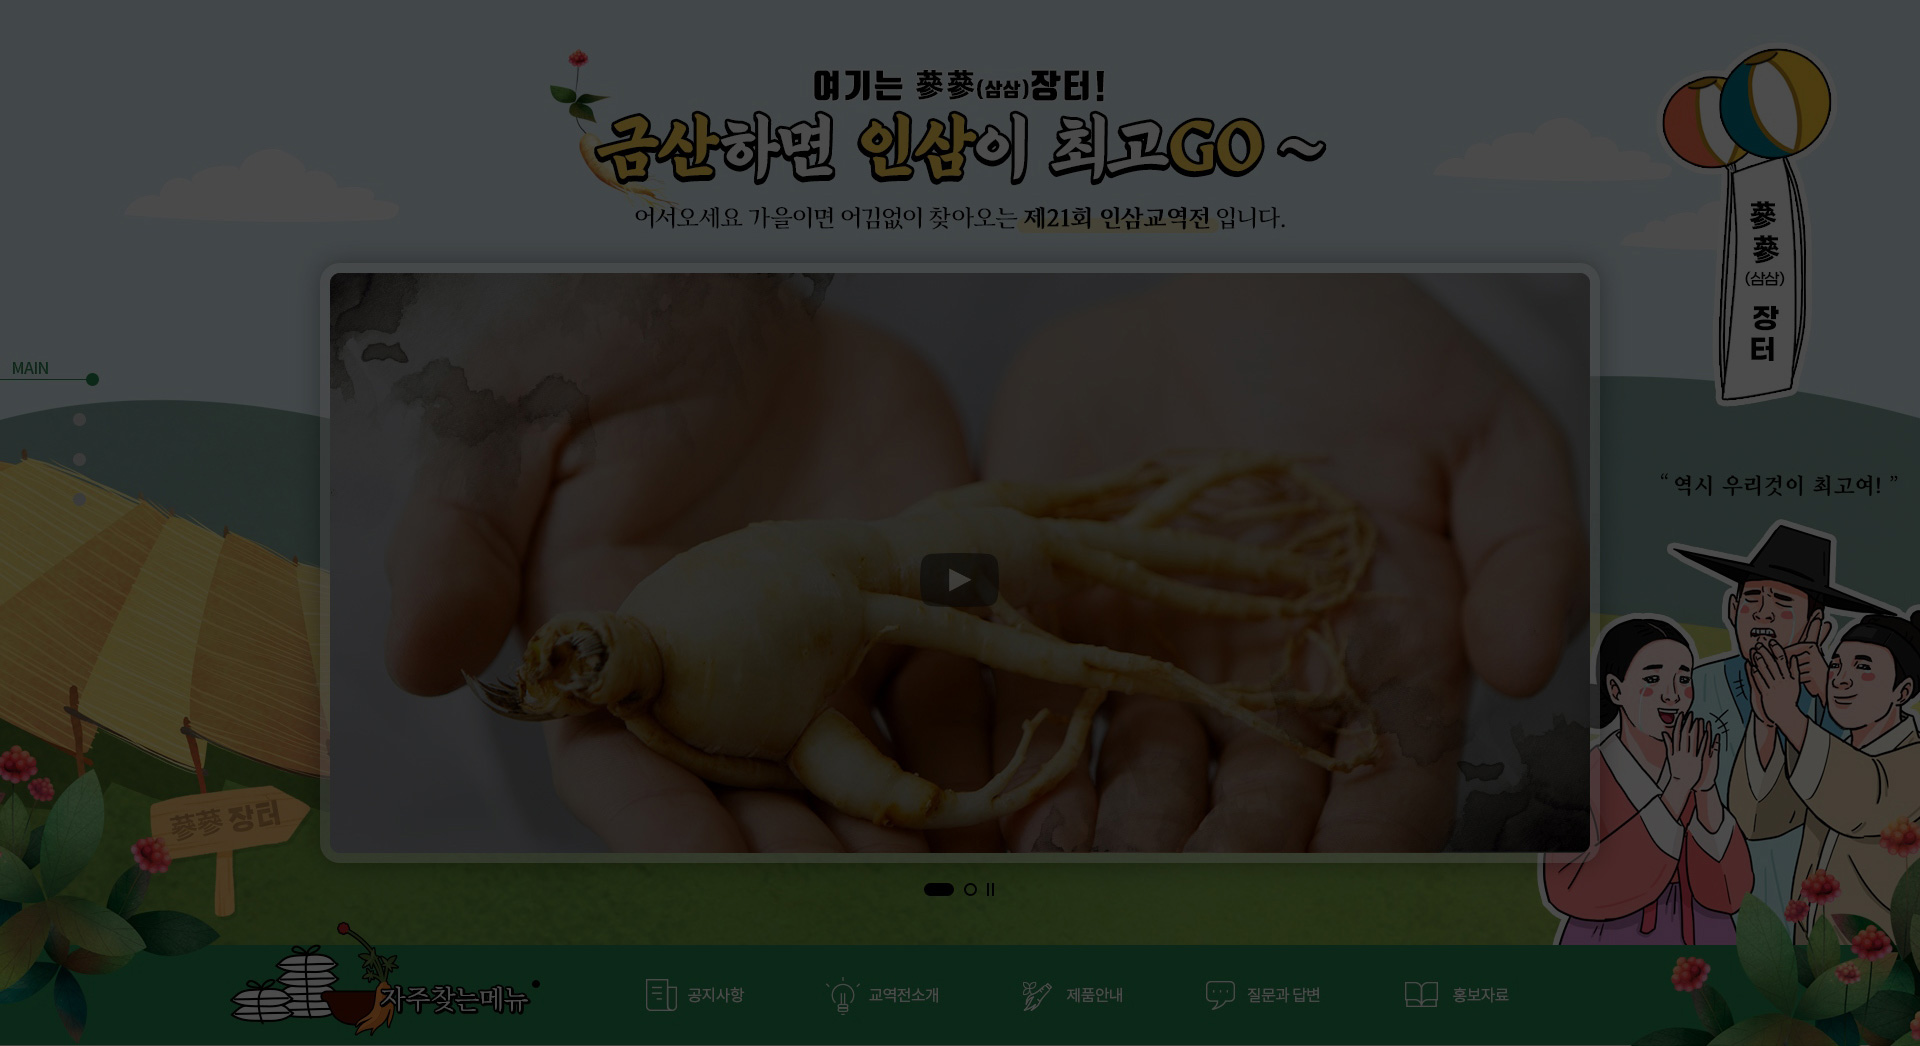 여기는 蔘蔘(삼삼)장터!
금산하면 인삼이 최고GO ~
어서오세요 가을이면 어김없이 찾아오는 제21회 인삼교역전 입니다.
蔘
蔘
(삼삼)
장
터
MAIN
“ 역시 우리것이 최고여! ”
蔘蔘 장터
자주찾는메뉴
공지사항
교역전소개
제품안내
질문과 답변
홍보자료